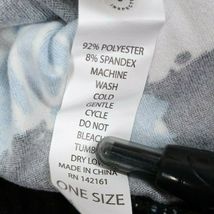 92% POLYESTER
8% SPANDEX
MACHINE
WASH
COLD
GENTLE
CYCLE
DO NOT
BLEACH
TUMBLE
DRY LOW
MADE IN CHINA
RN 142161
ONE SIZE